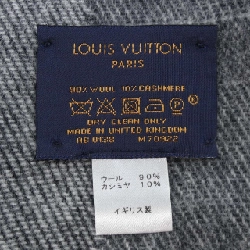 LOUIS VUITTON
PARIS
90% WOOL 10% CASHMERE
DRY CLEAN ONLY
MADE IN UNITED KINGDOM
M70922
ウール 90%
カシミヤ 10%
イギリス製